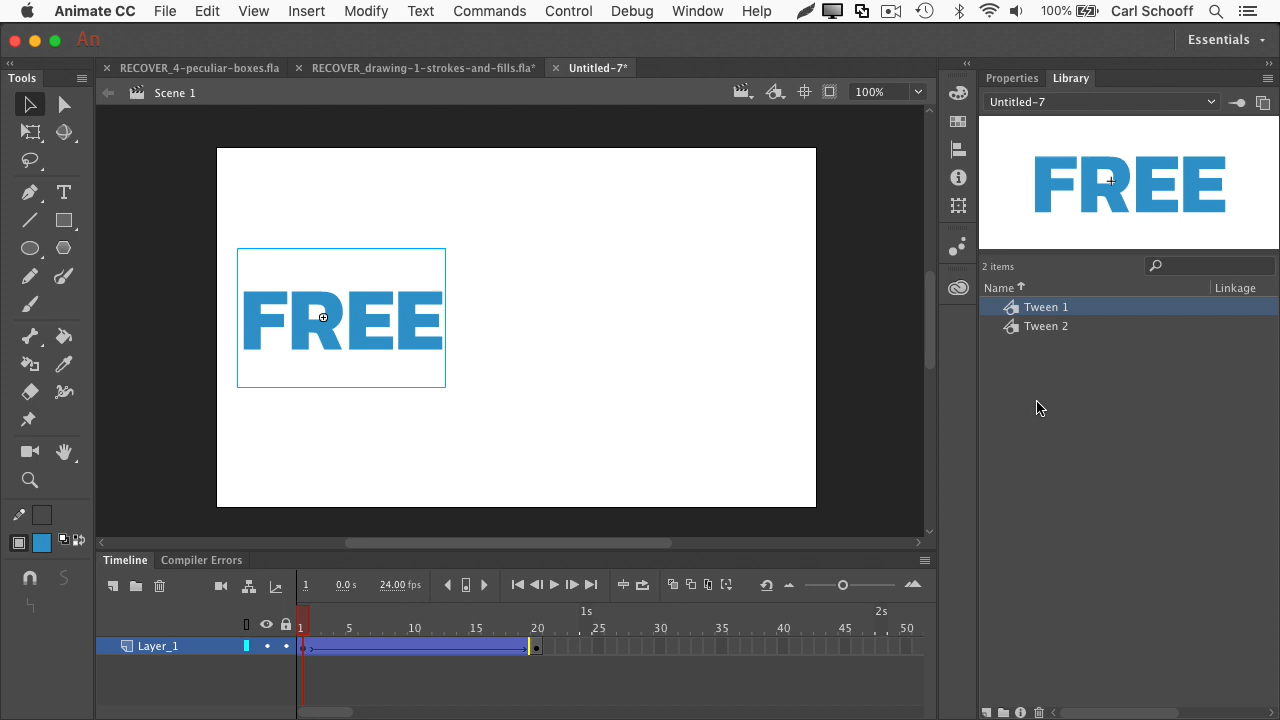 Animate CC File Edit View Insert Modify Text Commands Control Debug Window Help 100% Carl Schooff
An Essentials
Tools
RECOVER_4-peculiar-boxes.fla RECOVER_drawing-1-strokes-and-fills.fla* Untitled-7*
Properties Library
Scene 1 100%
Untitled-7
FREE
FREE
2 items
Name Linkage
Tween 1
Tween 2
Timeline Compiler Errors
1 0.0 s 24.00 fps
1s 2s
1 5 10 15 20 25 30 35 40 45 50
Layer_1